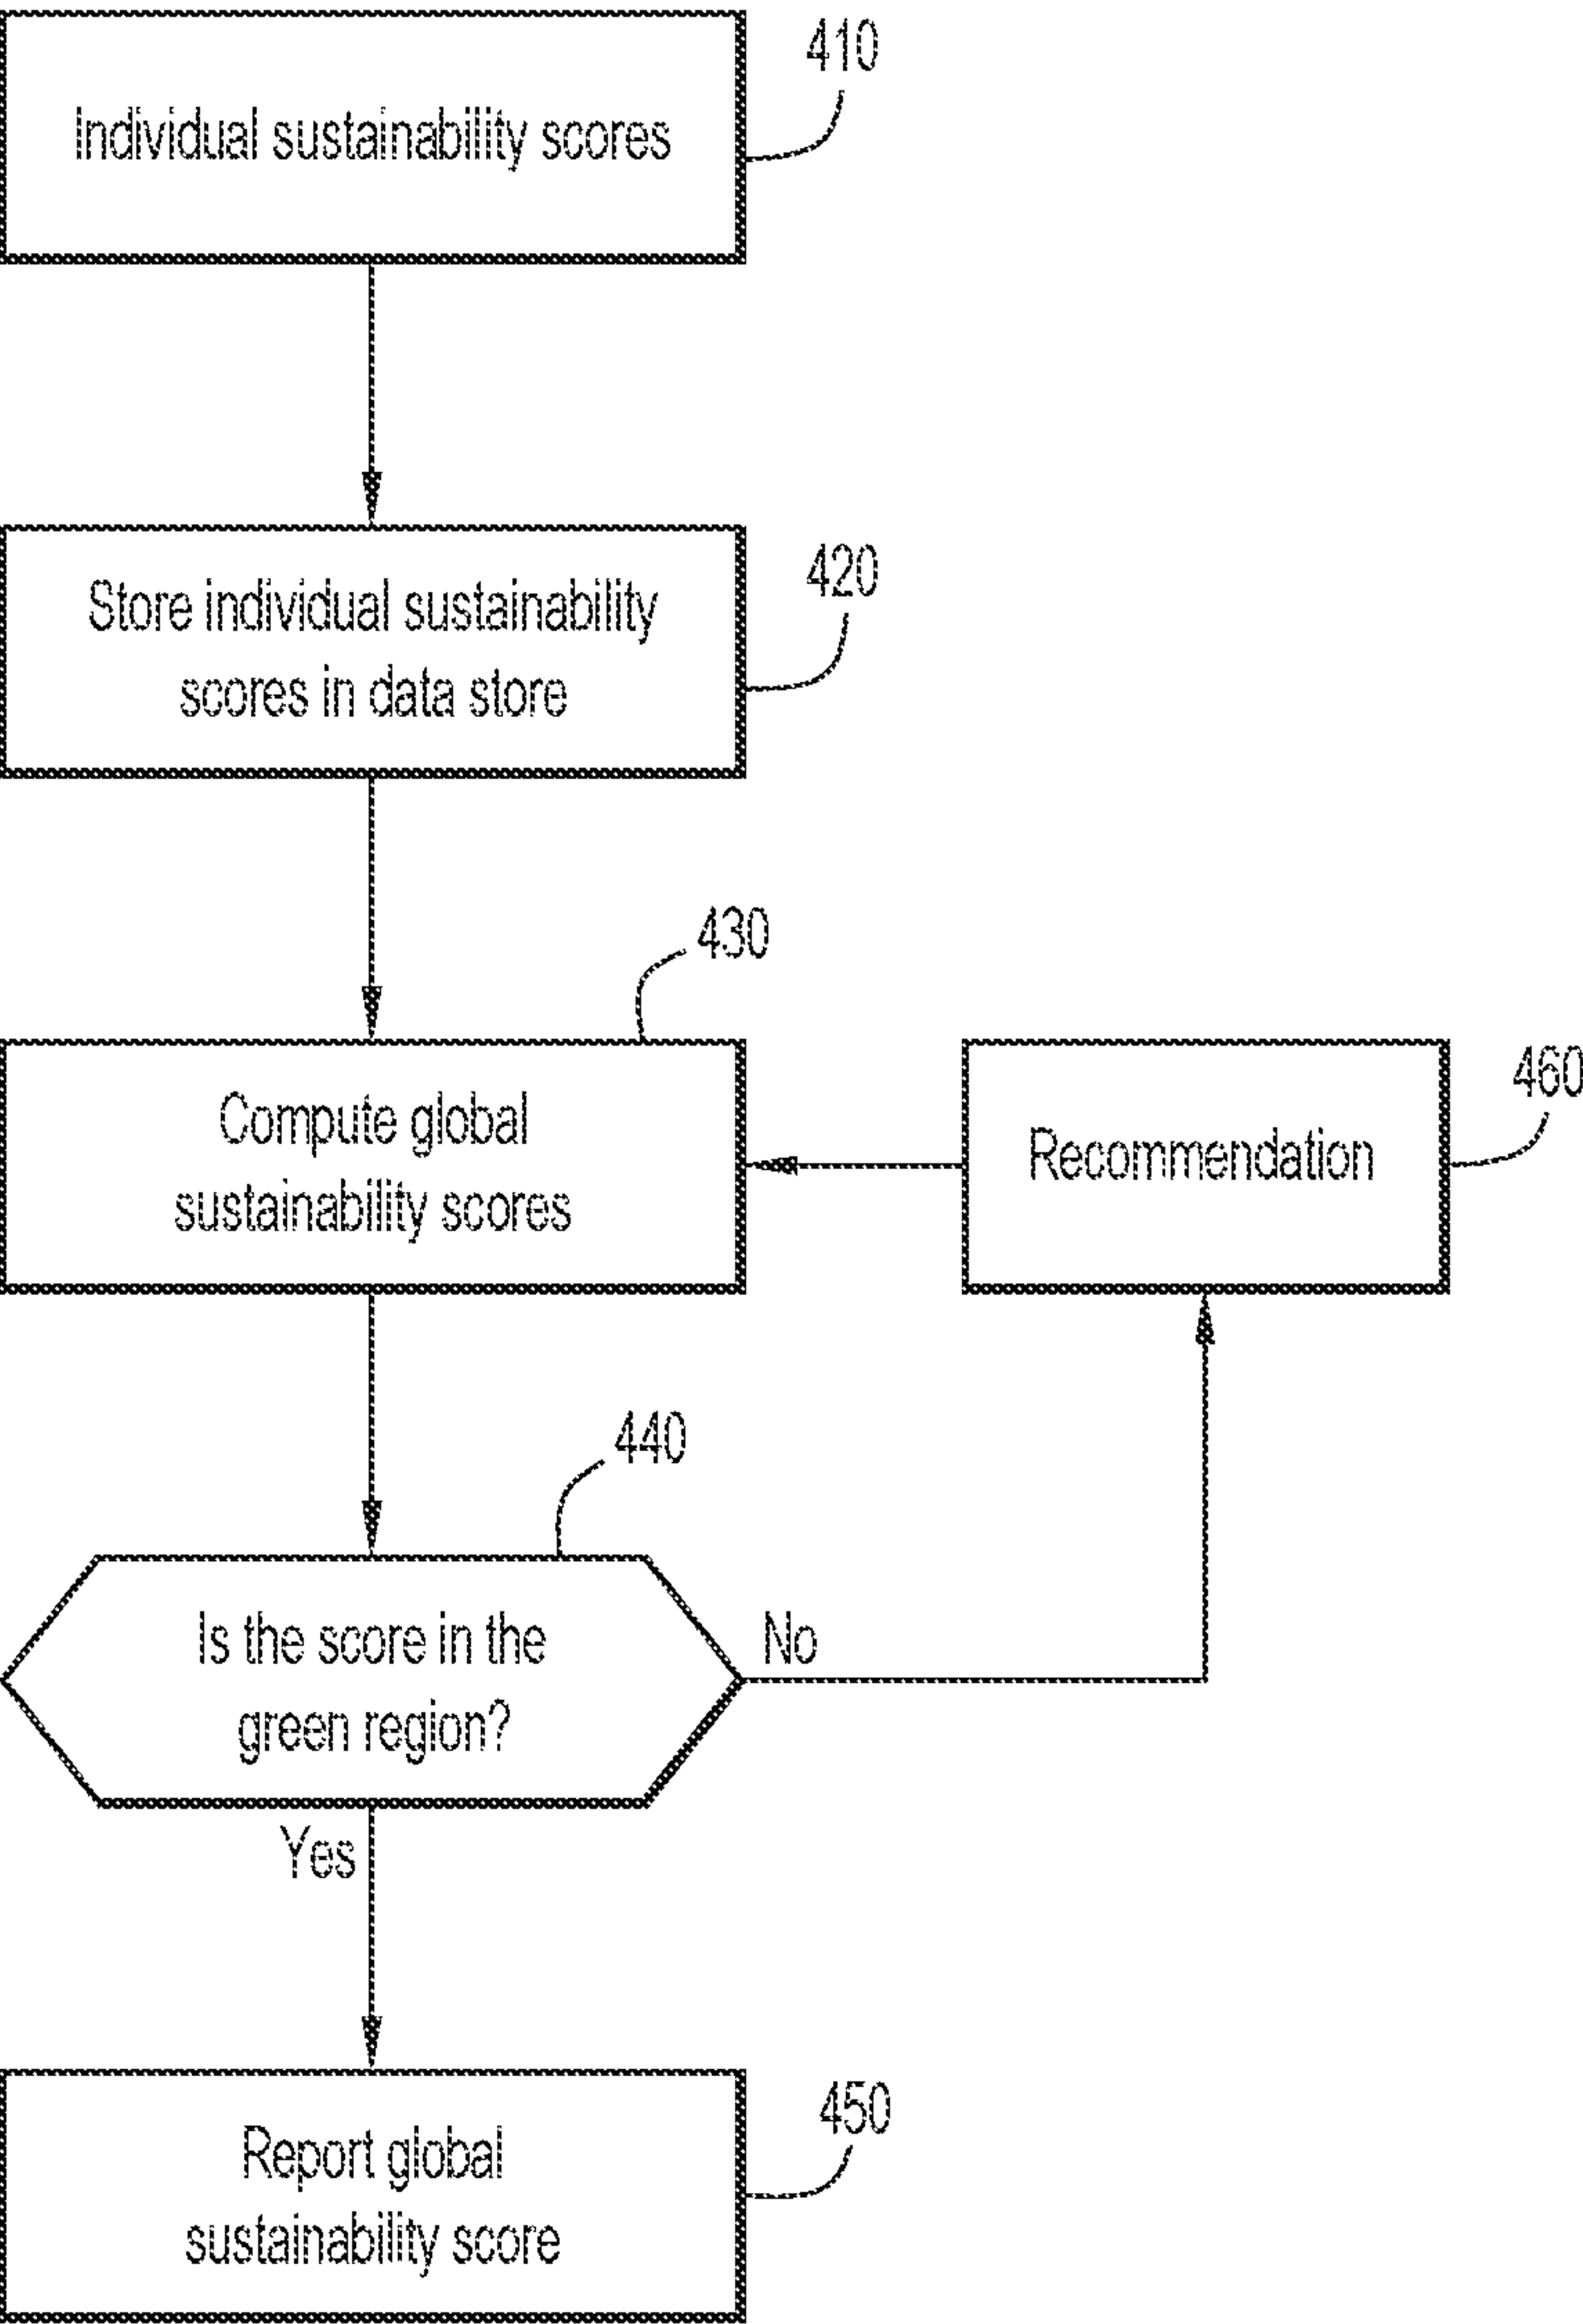 410
Individual sustainability scores
420
Store individual sustainability
scores in data store
430
Compute global
sustainability scores
460
Recommendation
440
Is the score in the
green region?
No
Yes
450
Report global
sustainability score